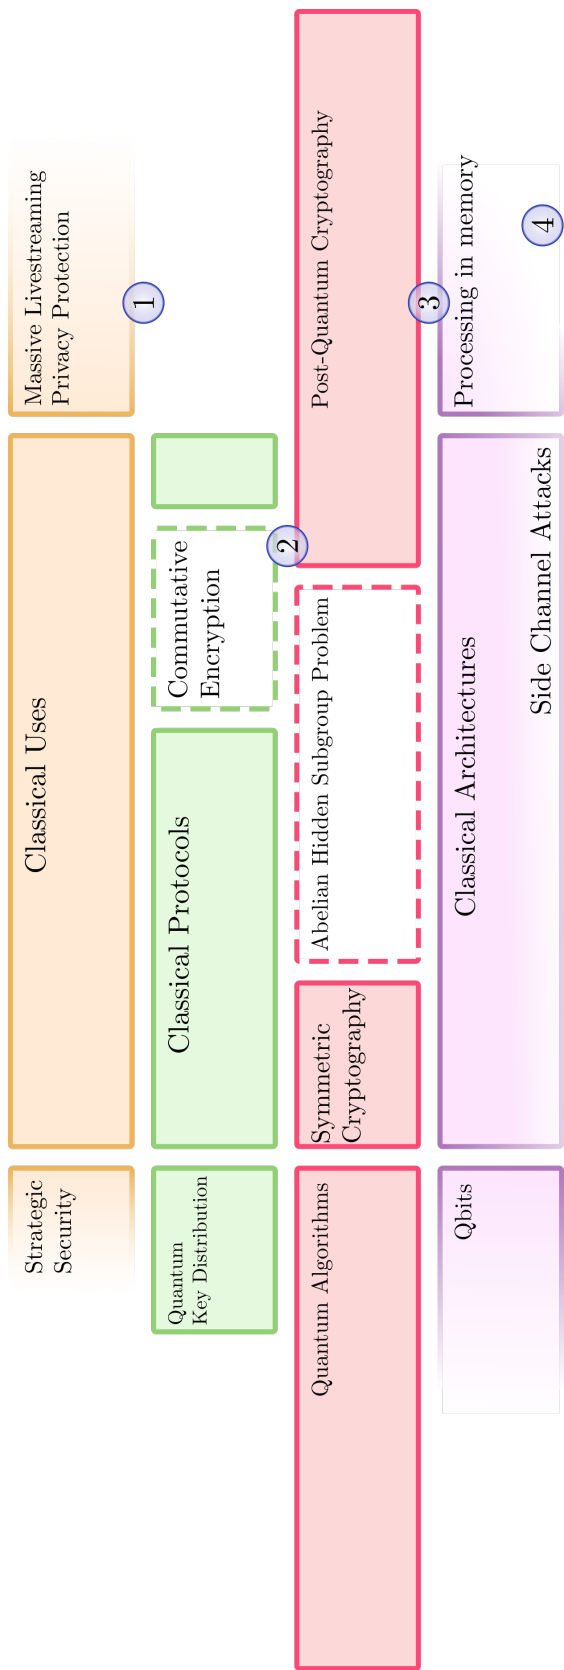 Strategic
Security
Classical Uses
Massive Livestreaming
Privacy Protection
1
Quantum
Key Distribution
Classical Protocols
Commutative
Encryption
2
Quantum Algorithms
Symmetric
Cryptography
Abelian Hidden Subgroup Problem
Post-Quantum Cryptography
3
Qbits
Classical Architectures
Side Channel Attacks
Processing in memory
4